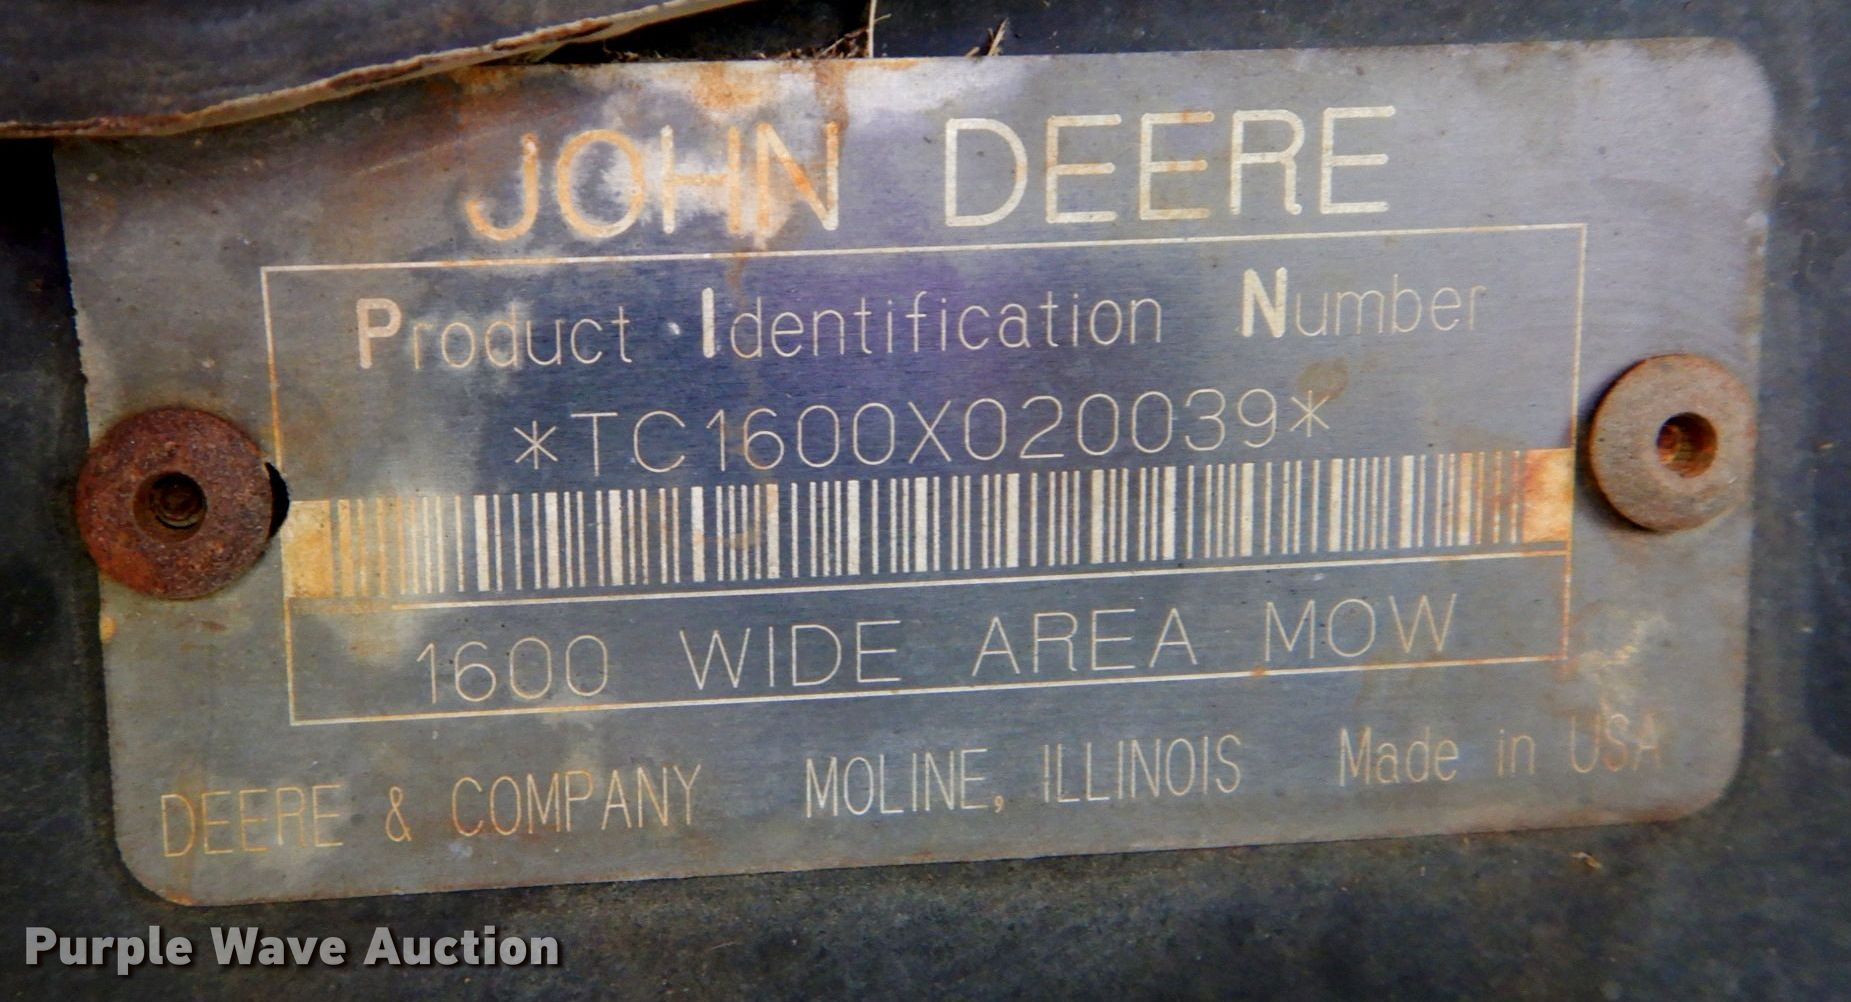 JOHN DEERE
Product Identification Number
*TC1600X020039*
1600 WIDE AREA MOW
DEERE & COMPANY MOLINE, ILLINOIS Made in USA
Purple Wave Auction